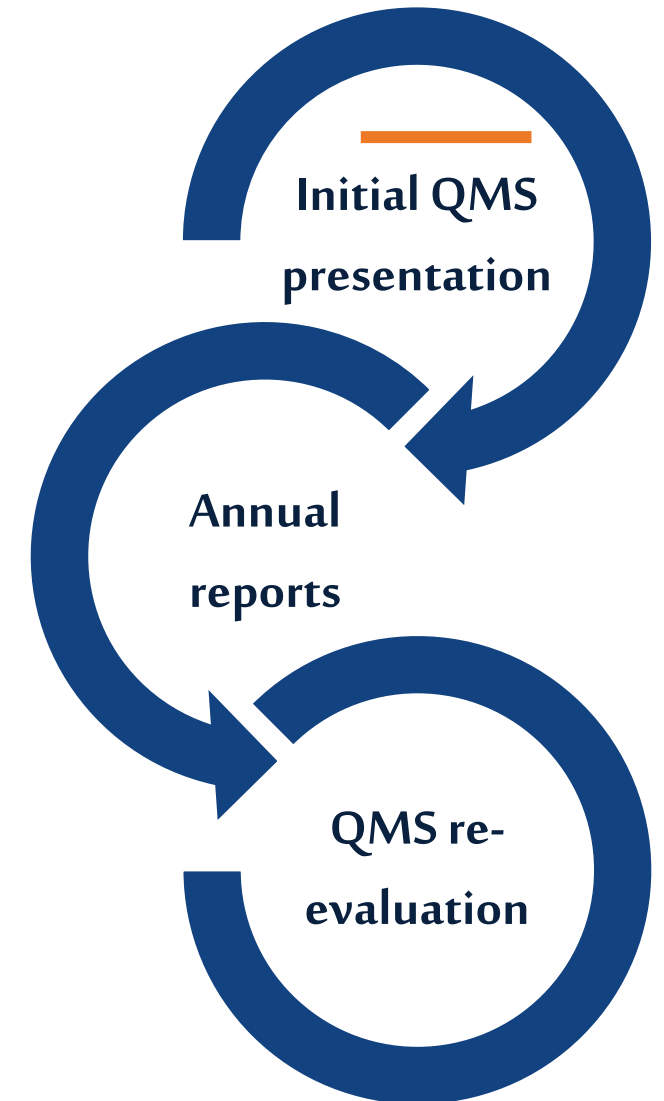 Initial QMS
presentation
Annual
reports
QMS re-
evaluation